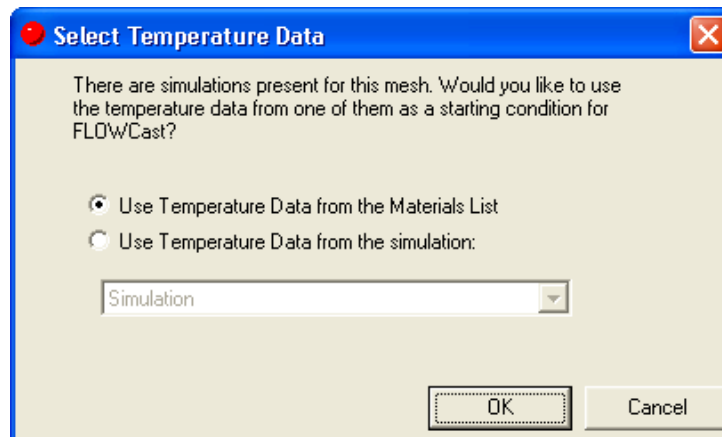 Select Temperature Data
There are simulations present for this mesh. Would you like to use
the temperature data from one of them as a starting condition for
FLOWCast?
Use Temperature Data from the Materials List
Use Temperature Data from the simulation:
Simulation
OK Cancel